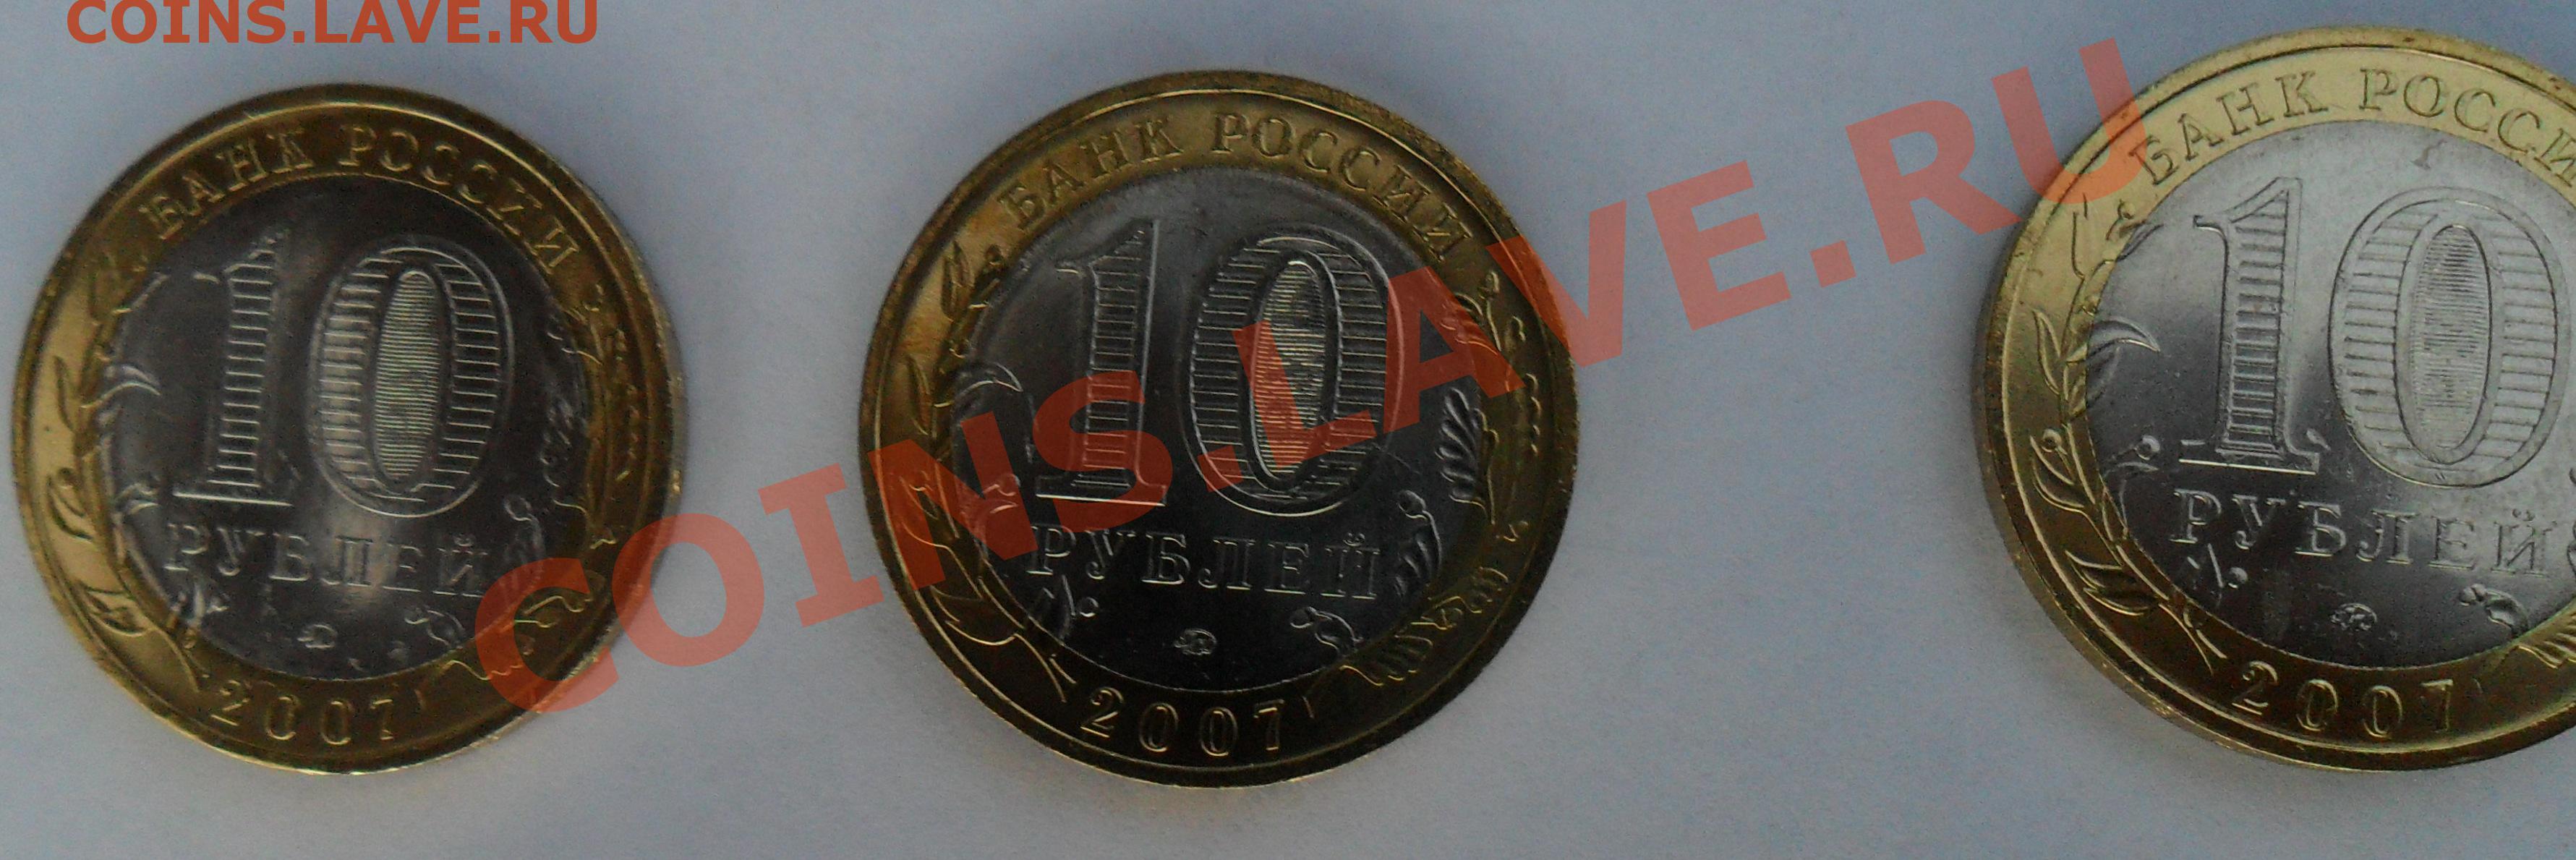 COINS.LAVE.RU
БАНК РОССИИ
10
РУБЛЕЙ
2007
БАНК РОССИИ
10
РУБЛЕЙ
2007
БАНК РОССИ
10
РУБЛЕЙ
2007
COINS.LAVE.RU